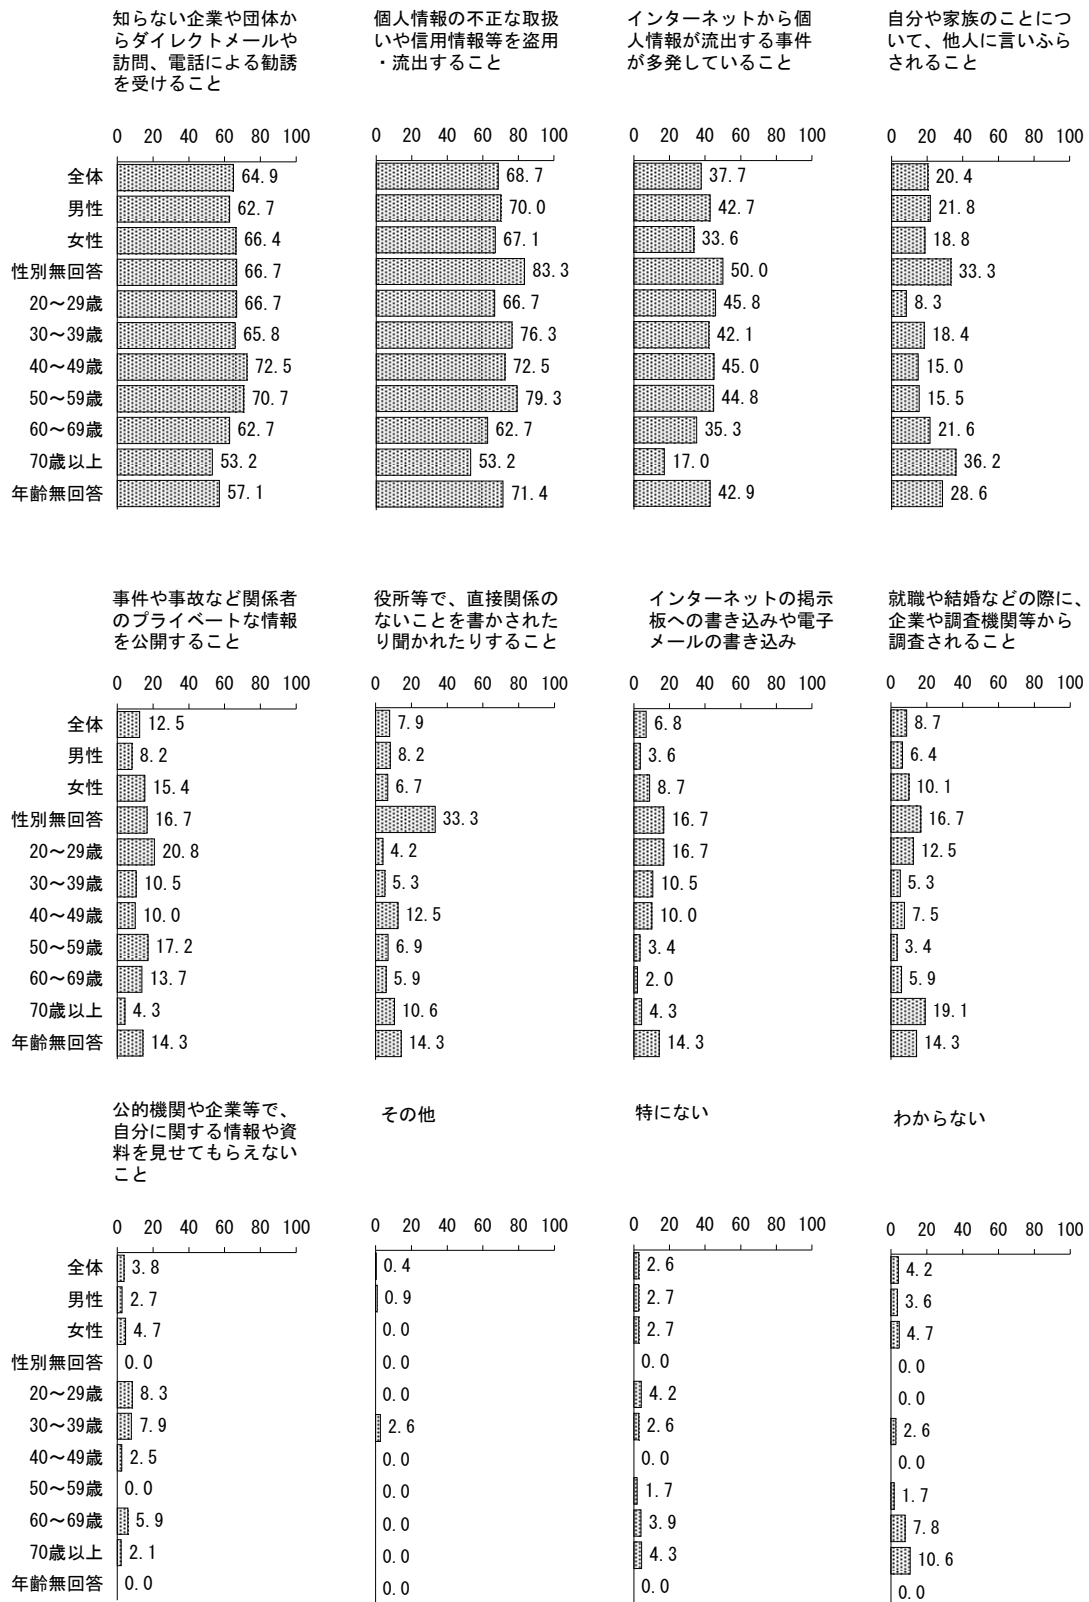 知らない企業や団体か
らダイレクトメールや
訪問、電話による勧誘
を受けること
個人情報の不正な取扱
いや信用情報等を盗用
・流出すること
インターネットから個
人情報が流出する事件
が多発していること
自分や家族のことにつ
いて、他人に言いふら
されること
0 20 40 60 80 100 0 20 40 60 80 100 0 20 40 60 80 100 0 20 40 60 80 100
全体 64.9 68.7 37.7 20.4
男性 62.7 70.0 42.7 21.8
女性 66.4 67.1 33.6 18.8
性別無回答 66.7 83.3 50.0 33.3
20〜29歳 66.7 66.7 45.8 8.3
30〜39歳 65.8 76.3 42.1 18.4
40〜49歳 72.5 72.5 45.0 15.0
50〜59歳 70.7 79.3 44.8 15.5
60〜69歳 62.7 62.7 35.3 21.6
70歳以上 53.2 53.2 17.0 36.2
年齢無回答 57.1 71.4 42.9 28.6
事件や事故など関係者
のプライベートな情報
を公開すること
役所等で、直接関係の
ないことを書かされた
り聞かれたりすること
インターネットの掲示
板への書き込みや電子
メールの書き込み
就職や結婚などの際に、
企業や調査機関等から
調査されること
0 20 40 60 80 100 0 20 40 60 80 100 0 20 40 60 80 100 0 20 40 60 80 100
全体 12.5 7.9 6.8 8.7
男性 8.2 8.2 3.6 6.4
女性 15.4 6.7 8.7 10.1
性別無回答 16.7 33.3 16.7 16.7
20〜29歳 20.8 4.2 16.7 12.5
30〜39歳 10.5 5.3 10.5 5.3
40〜49歳 10.0 12.5 10.0 7.5
50〜59歳 17.2 6.9 3.4 3.4
60〜69歳 13.7 5.9 2.0 5.9
70歳以上 4.3 10.6 4.3 19.1
年齢無回答 14.3 14.3 14.3 14.3
公的機関や企業等で、
自分に関する情報や資
料を見せてもらえない
こと
その他
特にない
わからない
0 20 40 60 80 100 0 20 40 60 80 100 0 20 40 60 80 100 0 20 40 60 80 100
全体 3.8 0.4 2.6 4.2
男性 2.7 0.9 2.7 3.6
女性 4.7 0.0 2.7 4.7
性別無回答 0.0 0.0 0.0 0.0
20〜29歳 8.3 0.0 4.2 0.0
30〜39歳 7.9 2.6 2.6 2.6
40〜49歳 2.5 0.0 0.0 0.0
50〜59歳 0.0 0.0 1.7 1.7
60〜69歳 5.9 0.0 3.9 7.8
70歳以上 2.1 0.0 4.3 10.6
年齢無回答 0.0 0.0 0.0 0.0